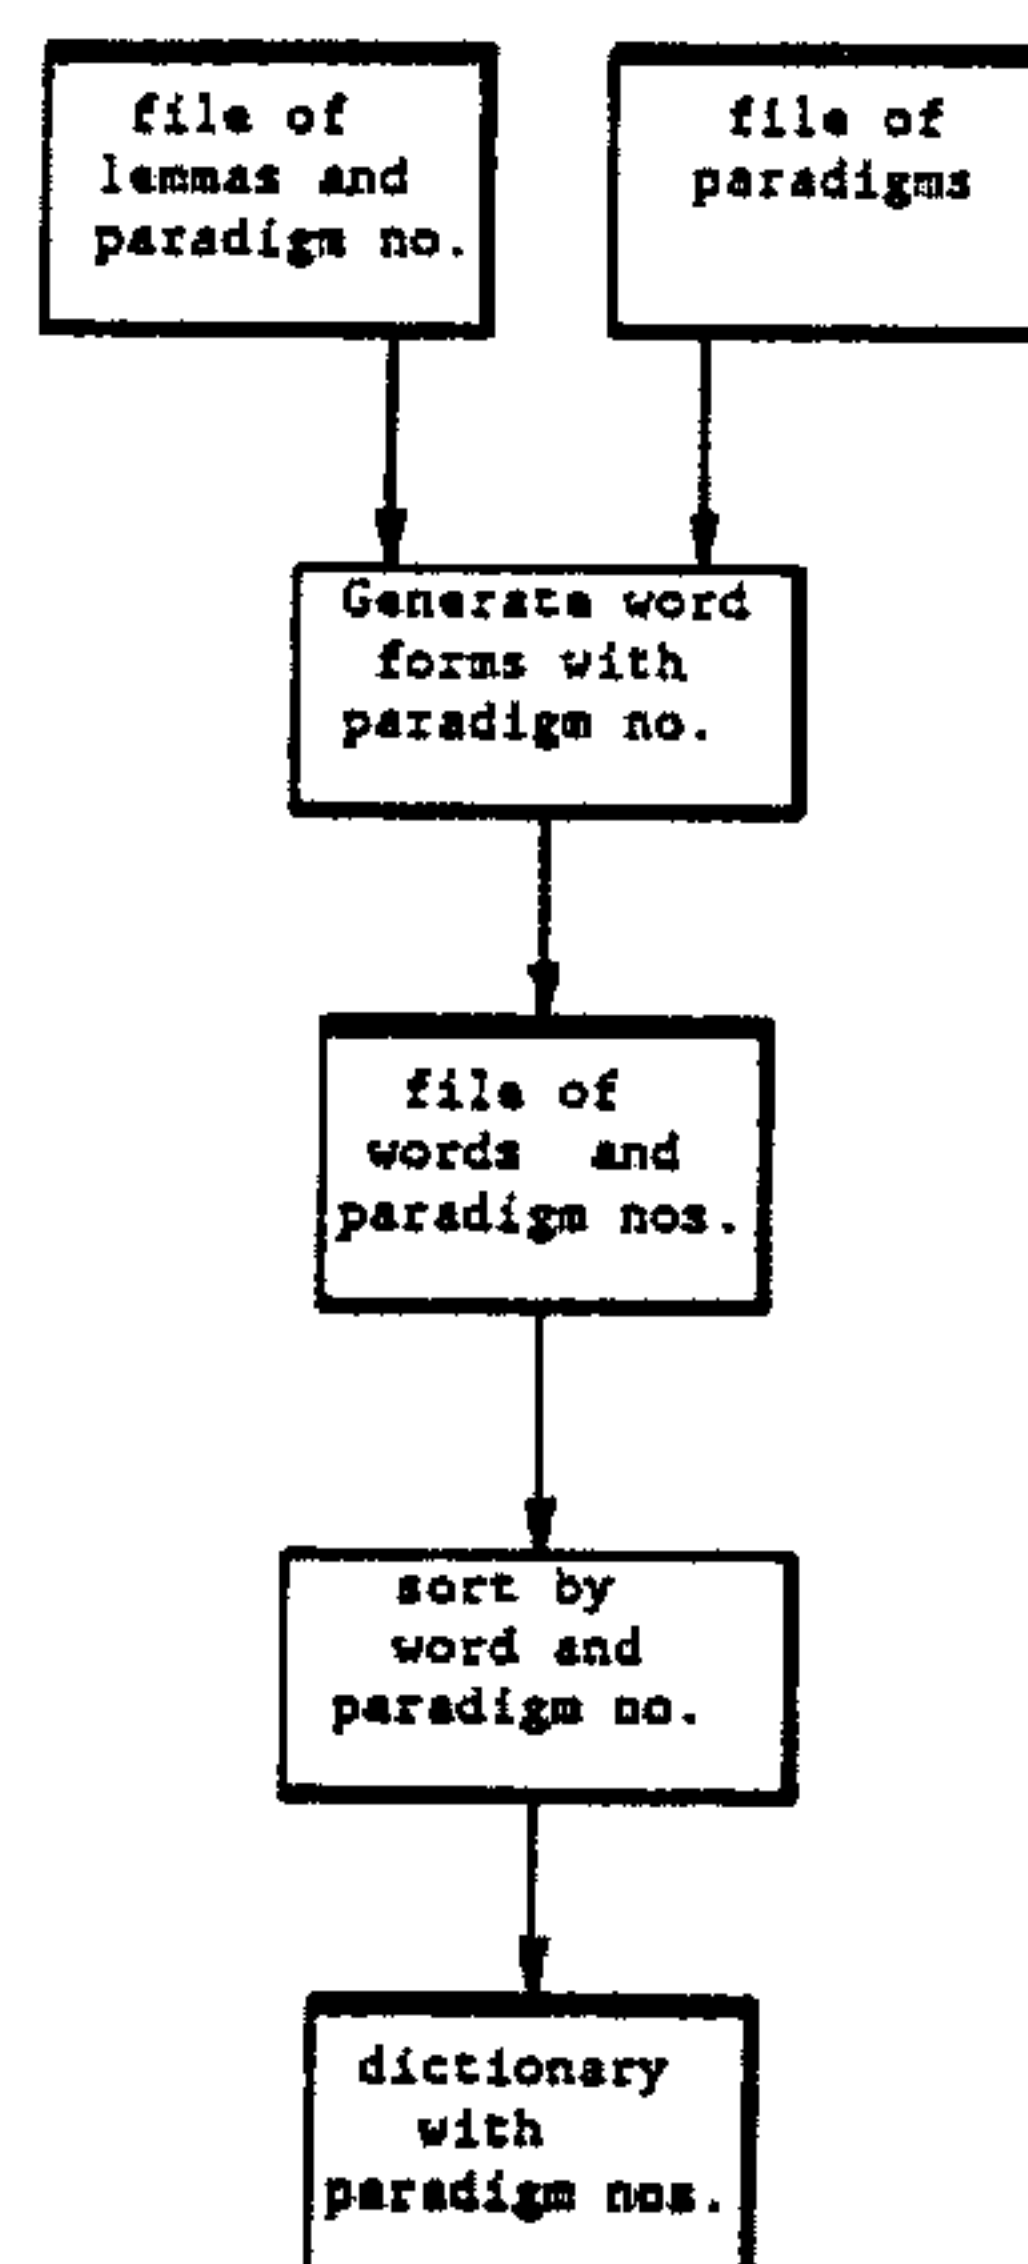 file of
lemmas and
paradigm no.
file of
paradigms
Generate word
forms with
paradigm no.
file of
words and
paradigm nos.
sort by
word and
paradigm no.
dictionary
with
paradigm nos.